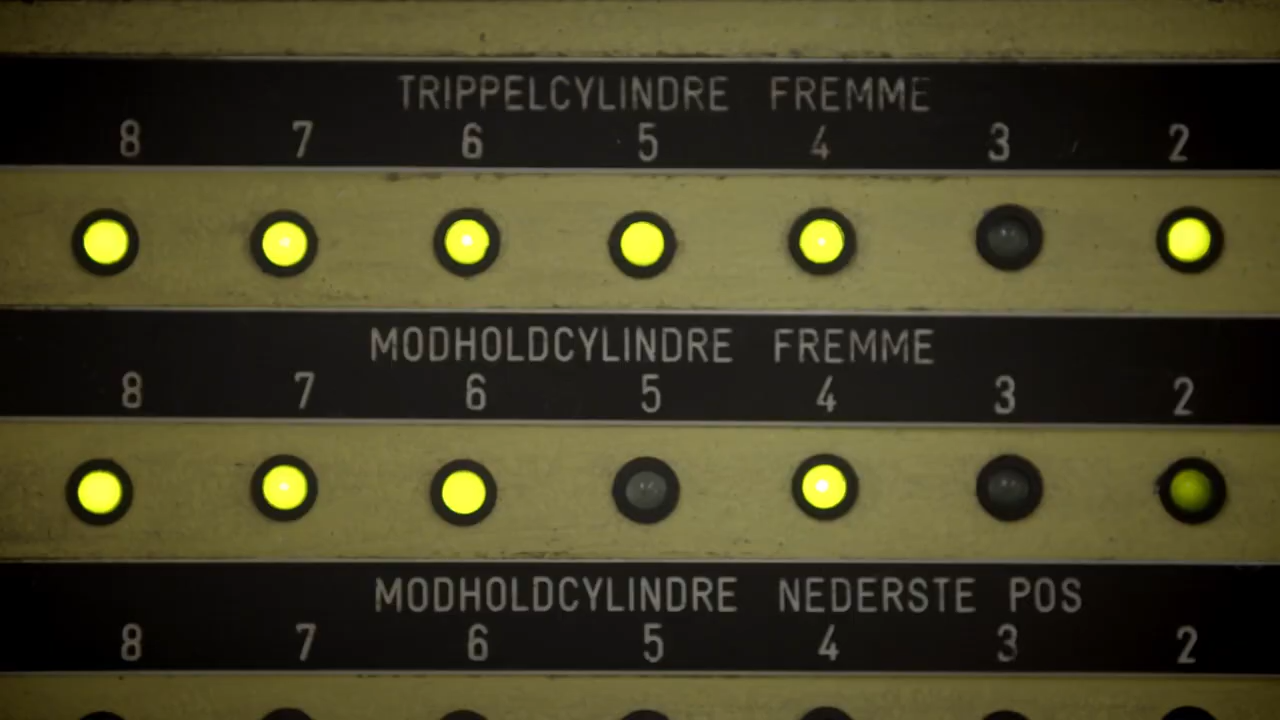 TRIPPELCYLINDRE FREMME
8 7 6 5 4 3 2
MODHOLDCYLINDRE FREMME
8 7 6 5 4 3 2
MODHOLDCYLINDRE NEDERSTE POS
8 7 6 5 4 3 2